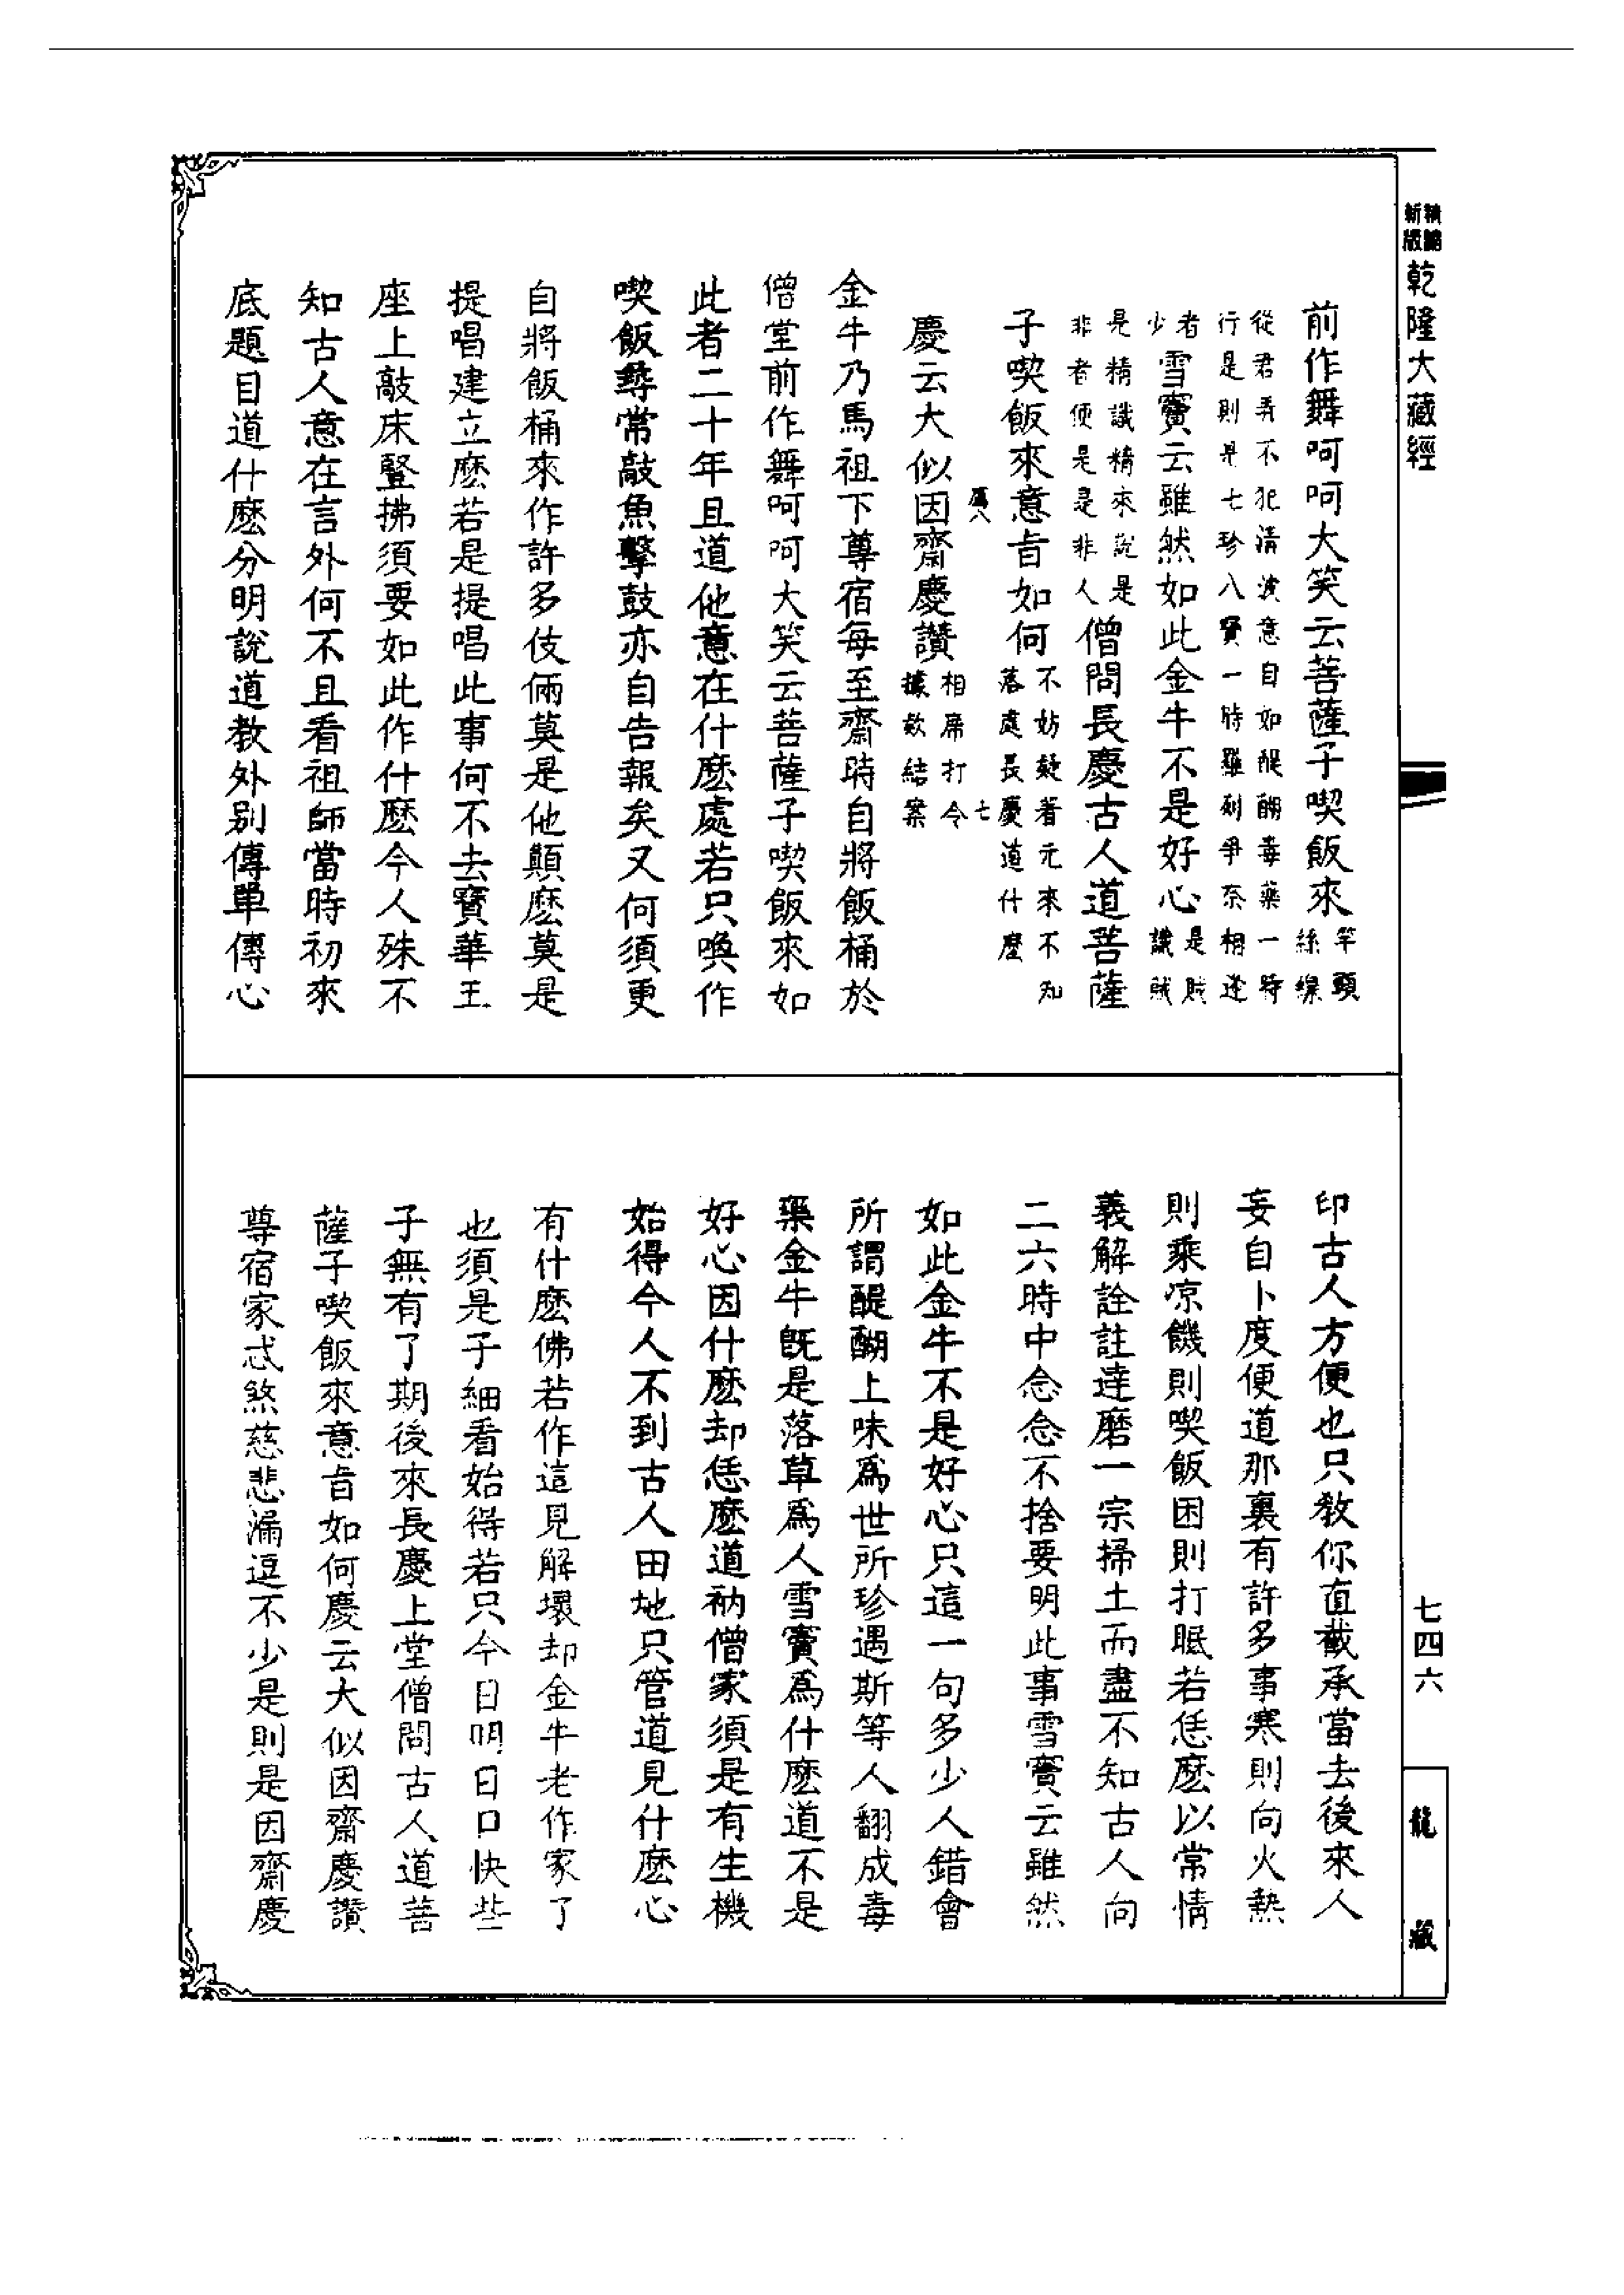 新版 乾隆大藏經
前作舞呵呵大笑云菩薩子喫飯來竿頭絲線
從君弄不犯清波意自如醍醐毒藥一時
行是則是七珍八寶一時羅列爭奈相逢
者少雪竇云雖然如此金牛不是好心是賊識賊
是精識精來說是非者便是是非人僧問長慶古人道菩薩
子喫飯來意旨如何不妨疑著元來不知落處長慶道什麼
八 七
慶云大似因齋慶讚相席打令據欵結案
金牛乃馬祖下尊宿每至齋時自將飯桶於
僧堂前作舞呵呵大笑云菩薩子喫飯來如
此者二十年且道他意在什麼處若只喚作
喫飯尋常敲魚擊鼓亦自告報矣又何須更
自將飯桶來作許多伎倆莫是他顛麼莫是
提唱建立麼若是提唱此事何不去寶華王
座上敲床豎拂須要如此作什麼今人殊不
知古人意在言外何不且看祖師當時初來
底題目道什麼分明說道教外別傳單傳心
印古人方便也只教你直截承當去後來人
妄自卜度便道那裏有許多事寒則向火熱
則乘凉饑則喫飯困則打眠若恁麼以常情
義解詮註達磨一宗掃土而盡不知古人向
二六時中念念不捨要明此事雪竇云雖然
如此金牛不是好心只這一句多少人錯會
所謂醍醐上味為世所珍遇斯等人翻成毒
藥金牛既是落草為人雪竇為什麼道不是
好心因什麼却恁麼道衲僧家須是有生機
始得今人不到古人田地只管道見什麼心
有什麼佛若作這見解壞却金牛老作家了
也須是子細看始得若只今日明日口快些
子無有了期後來長慶上堂僧問古人道菩
薩子喫飯來意旨如何慶云大似因齋慶讚
尊宿家忒煞慈悲漏逗不少是則是因齋慶
七四六
龍藏